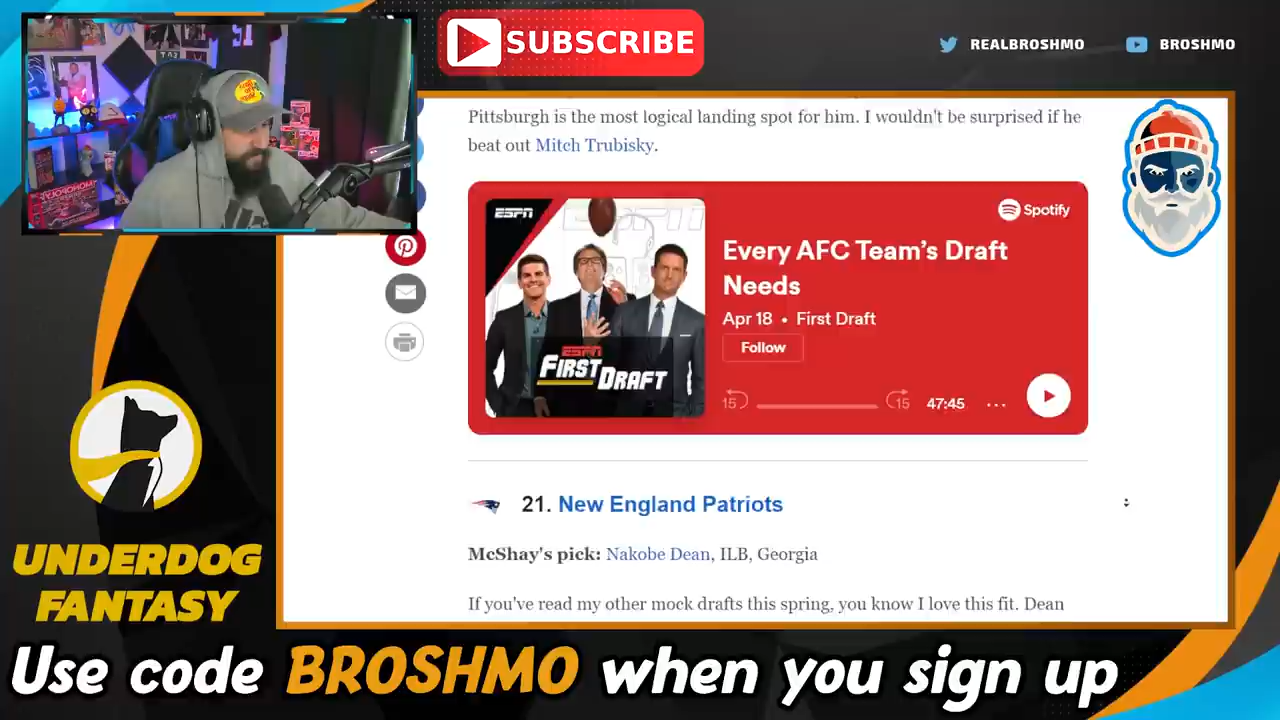 SUBSCRIBE
REALBROSHMO
BROSHMO
Pittsburgh is the most logical landing spot for him. I wouldn't be surprised if he
beat out Mitch Trubisky.
ESPN
Spotify
Every AFC Team's Draft
Needs
Apr 18 • First Draft
Follow
ESPN
FIRST DRAFT
15
15
47:45
...
21. New England Patriots
McShay's pick: Nakobe Dean, ILB, Georgia
If you've read my other mock drafts this spring, you know I love this fit. Dean
UNDERDOG
FANTASY
Use code BROSHMO when you sign up